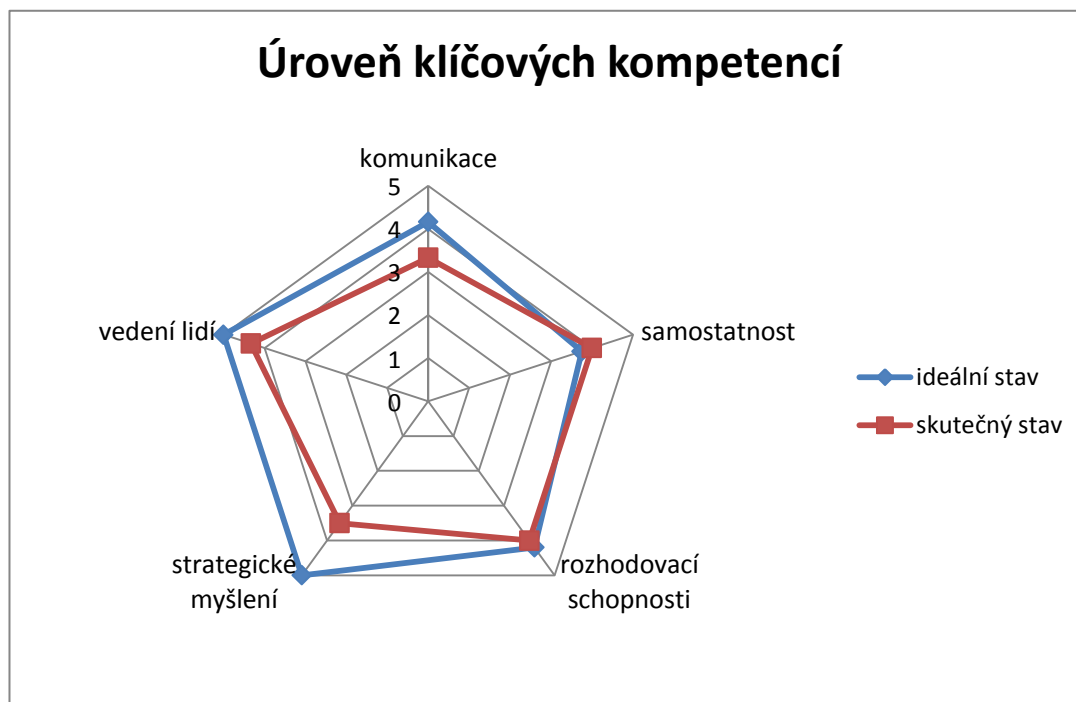 Úroveň klíčových kompetencí
komunikace
5
4
3
2
1
0
samostatnost
rozhodovací
schopnosti
strategické
myšlení
vedení lidí
ideální stav
skutečný stav